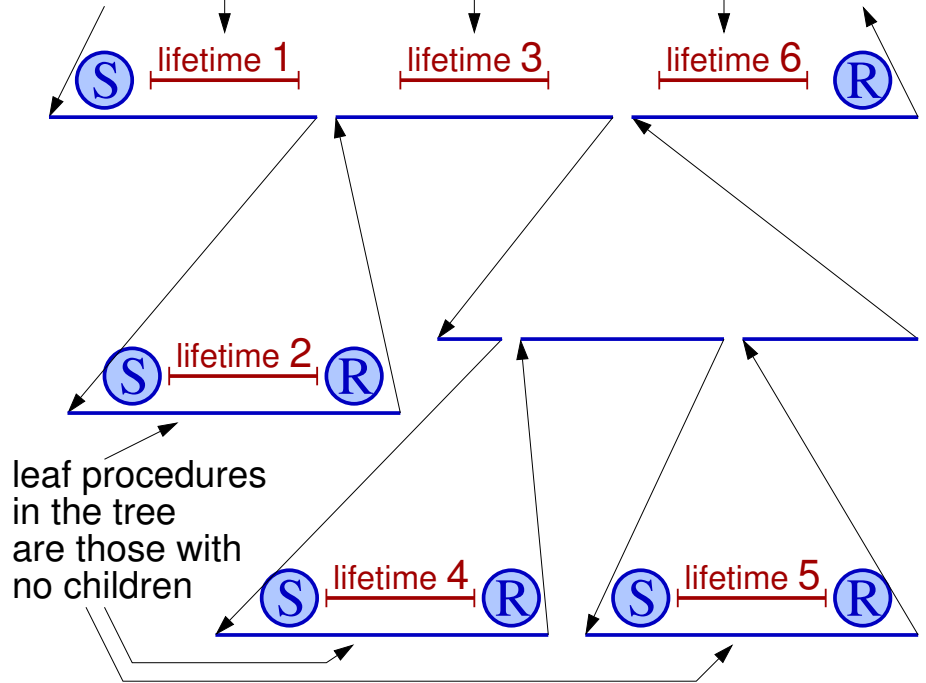 S lifetime 1 lifetime 3 lifetime 6 R
S lifetime 2 R
leaf procedures
in the tree
are those with
no children
S lifetime 4 R S lifetime 5 R